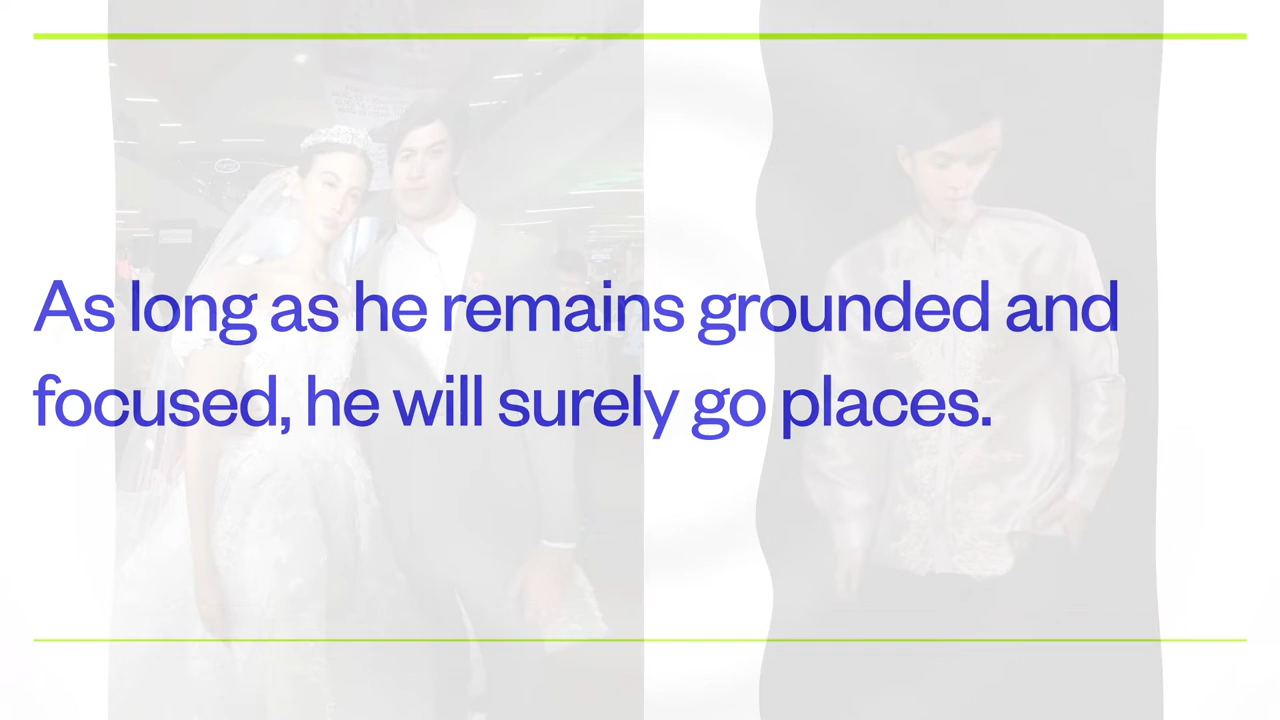 As long as he remains grounded and
focused, he will surely go places.